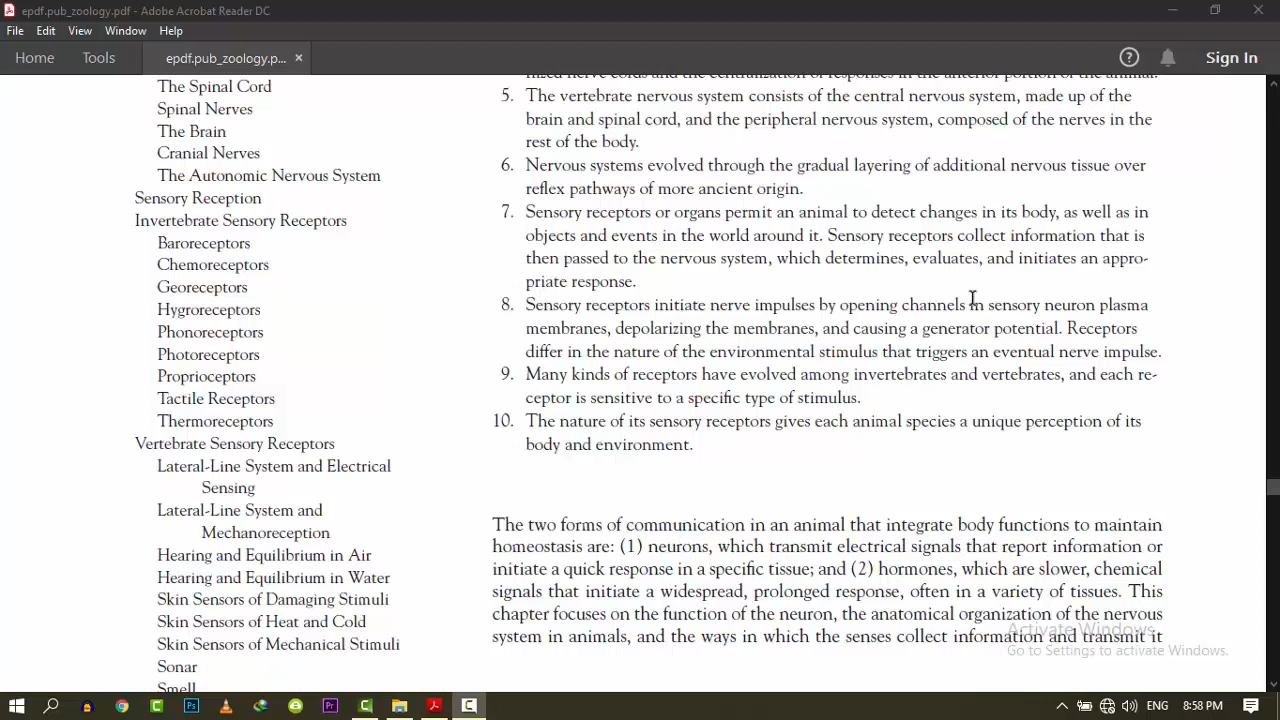 epdf.pub_zoology.pdf - Adobe Acrobat Reader DC
File Edit View Window Help
Home Tools epdf.pub_zoology.p... × Sign In
The Spinal Cord
Spinal Nerves
The Brain
Cranial Nerves
The Autonomic Nervous System
Sensory Reception
Invertebrate Sensory Receptors
Baroreceptors
Chemoreceptors
Georeceptors
Hygroreceptors
Phonoreceptors
Photoreceptors
Proprioceptors
Tactile Receptors
Thermoreceptors
Vertebrate Sensory Receptors
Lateral-Line System and Electrical
Sensing
Lateral-Line System and
Mechanoreception
Hearing and Equilibrium in Air
Hearing and Equilibrium in Water
Skin Sensors of Damaging Stimuli
Skin Sensors of Heat and Cold
Skin Sensors of Mechanical Stimuli
Sonar
Smell
nized nerve cords and the centralization of responses in the anterior portion of the animal.
5. The vertebrate nervous system consists of the central nervous system, made up of the
brain and spinal cord, and the peripheral nervous system, composed of the nerves in the
rest of the body.
6. Nervous systems evolved through the gradual layering of additional nervous tissue over
reflex pathways of more ancient origin.
7. Sensory receptors or organs permit an animal to detect changes in its body, as well as in
objects and events in the world around it. Sensory receptors collect information that is
then passed to the nervous system, which determines, evaluates, and initiates an appro-
priate response.
8. Sensory receptors initiate nerve impulses by opening channels in sensory neuron plasma
membranes, depolarizing the membranes, and causing a generator potential. Receptors
differ in the nature of the environmental stimulus that triggers an eventual nerve impulse.
9. Many kinds of receptors have evolved among invertebrates and vertebrates, and each re-
ceptor is sensitive to a specific type of stimulus.
10. The nature of its sensory receptors gives each animal species a unique perception of its
body and environment.
The two forms of communication in an animal that integrate body functions to maintain
homeostasis are: (1) neurons, which transmit electrical signals that report information or
initiate a quick response in a specific tissue; and (2) hormones, which are slower, chemical
signals that initiate a widespread, prolonged response, often in a variety of tissues. This
chapter focuses on the function of the neuron, the anatomical organization of the nervous
system in animals, and the ways in which the senses collect information and transmit it
Activate Windows
Go to Settings to activate Windows.
Ps
Pr
ENG 8:58 PM